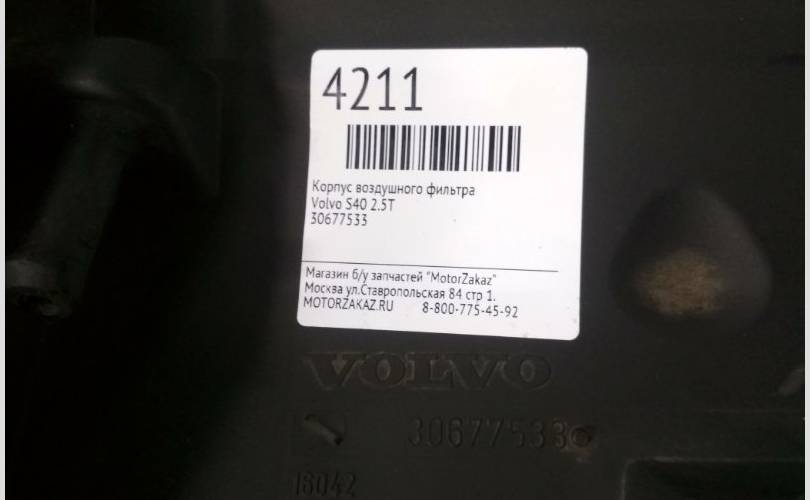 4211
Корпус воздушного фильтра
Volvo S40 2.5T
30677533
Магазин б/у запчастей "MotorZakaz"
Москва ул.Ставропольская 84 стр 1.
MOTORZAKAZ.RU 8-800-775-45-92
VOLVO
30677533
16042